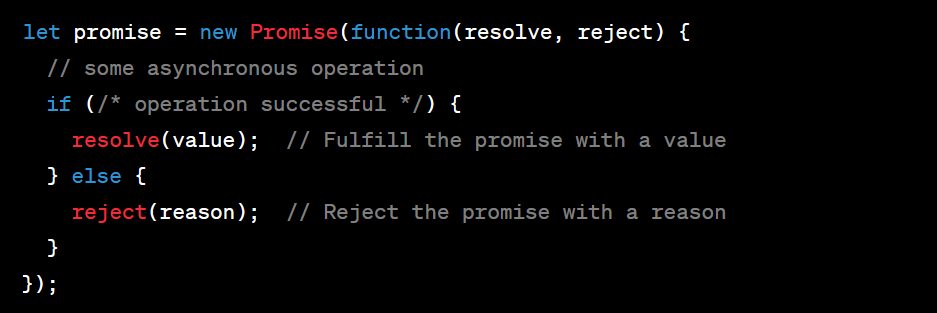 let promise = new Promise(function(resolve, reject) {
  // some asynchronous operation
  if (/* operation successful */) {
    resolve(value);  // Fulfill the promise with a value
  } else {
    reject(reason);  // Reject the promise with a reason
  }
});